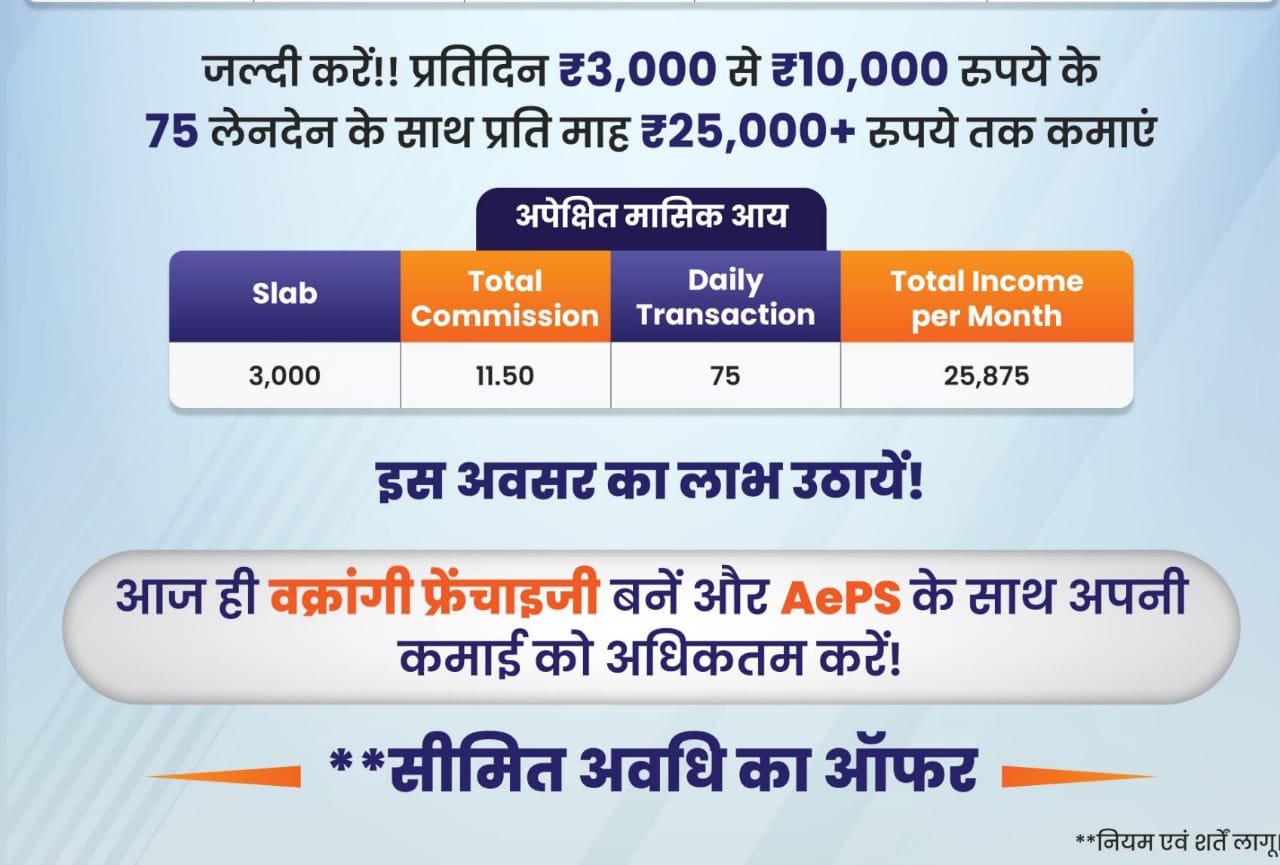 जल्दी करें!! प्रतिदिन ₹3,000 से ₹10,000 रुपये के
75 लेनदेन के साथ प्रति माह ₹25,000+ रुपये तक कमाएं
अपेक्षित मासिक आय
Slab
Total
Commission
Daily
Transaction
Total Income
per Month
3,000
11.50
75
25,875
इस अवसर का लाभ उठायें!
आज ही वक्रांगी फ्रेंचाइजी बनें और AePS के साथ अपनी
कमाई को अधिकतम करें!
**सीमित अवधि का ऑफर
**नियम एवं शर्तें लागू।